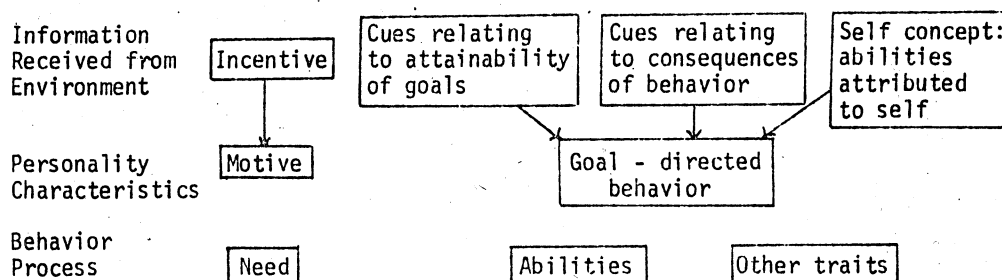 Information
Received from
Environment
Incentive
Cues relating
to attainability
of goals
Cues relating
to consequences
of behavior
Self concept:
abilities
attributed
to self
Personality
Characteristics
Motive
Goal - directed
behavior
Behavior
Process
Need
Abilities
Other traits